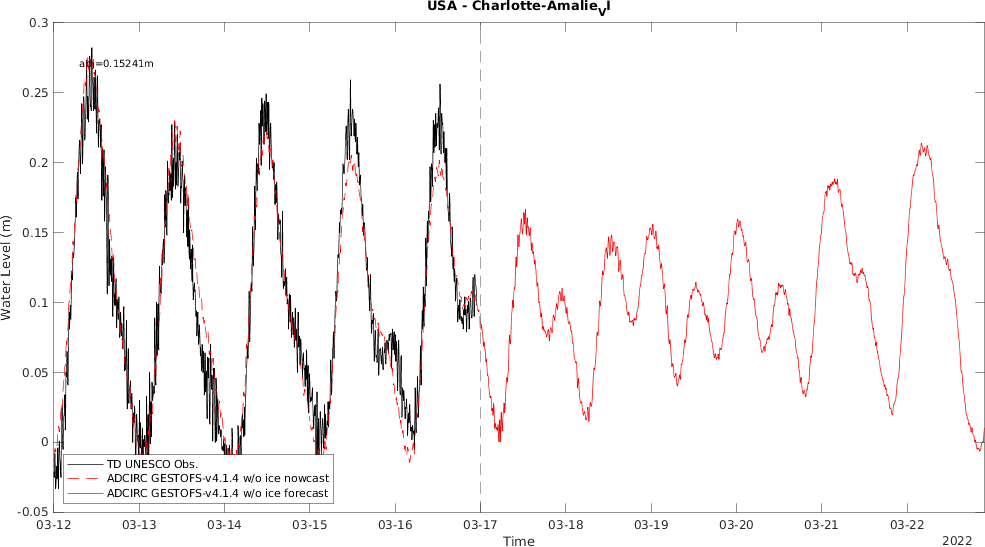 USA - Charlotte-AmalieVI
0.3
0.25
0.2
0.15
0.1
0.05
0
-0.05
Water Level (m)
=0.15241m
TD UNESCO Obs.
ADCIRC GESTOFS-v4.1.4 w/o ice nowcast
ADCIRC GESTOFS-v4.1.4 w/o ice forecast
03-12 03-13 03-14 03-15 03-16 03-17 03-18 03-19 03-20 03-21 03-22
Time
2022